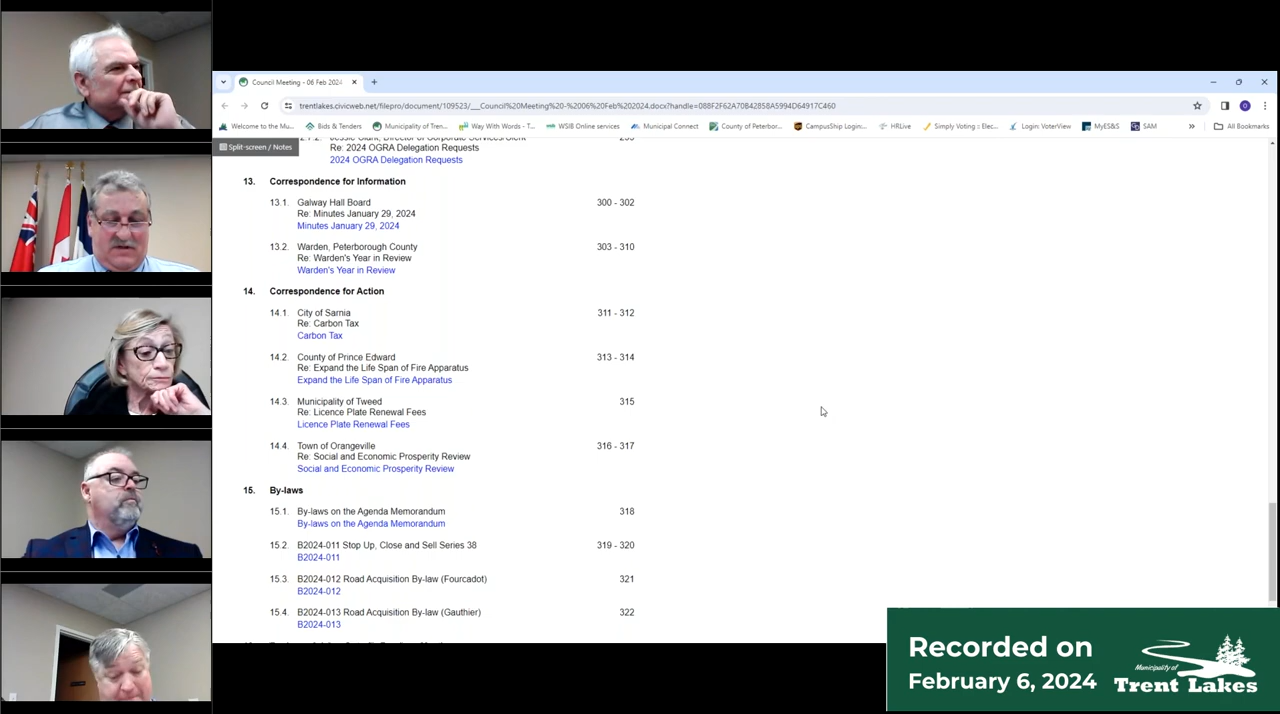 Council Meeting - 06 Feb 2024
trentlakes.civicweb.net/filepro/document/109523/__Council%20Meeting%20-%2006%20Feb%202024.docx?handle=088F2F62A70B42858A5994D64917C460
Welcome to the Mu... Bids & Tenders Municipality of Tren... Way With Words - T... WSIB Online services Municipal Connect County of Peterbor... CampusShip Login:... HRLive Simply Voting :: Elec... Login: VoterView MyES&S SAM » All Bookmarks
Split-screen / Notes
Re: 2024 OGRA Delegation Requests
2024 OGRA Delegation Requests
13. Correspondence for Information
13.1. Galway Hall Board 300 - 302
Re: Minutes January 29, 2024
Minutes January 29, 2024
13.2. Warden, Peterborough County 303 - 310
Re: Warden's Year in Review
Warden's Year in Review
14. Correspondence for Action
14.1. City of Sarnia 311 - 312
Re: Carbon Tax
Carbon Tax
14.2. County of Prince Edward 313 - 314
Re: Expand the Life Span of Fire Apparatus
Expand the Life Span of Fire Apparatus
14.3. Municipality of Tweed 315
Re: Licence Plate Renewal Fees
Licence Plate Renewal Fees
14.4. Town of Orangeville 316 - 317
Re: Social and Economic Prosperity Review
Social and Economic Prosperity Review
15. By-laws
15.1. By-laws on the Agenda Memorandum 318
By-laws on the Agenda Memorandum
15.2. B2024-011 Stop Up, Close and Sell Series 38 319 - 320
B2024-011
15.3. B2024-012 Road Acquisition By-law (Fourcadot) 321
B2024-012
15.4. B2024-013 Road Acquisition By-law (Gauthier) 322
B2024-013
Recorded on
February 6, 2024
Municipality of
Trent Lakes